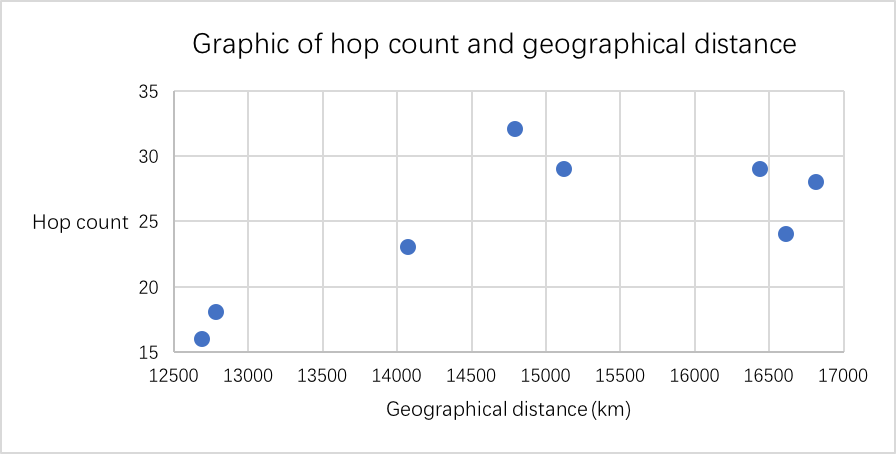 Graphic of hop count and geographical distance
35
30
Hop count 25
20
15
12500 13000 13500 14000 14500 15000 15500 16000 16500 17000
Geographical distance (km)